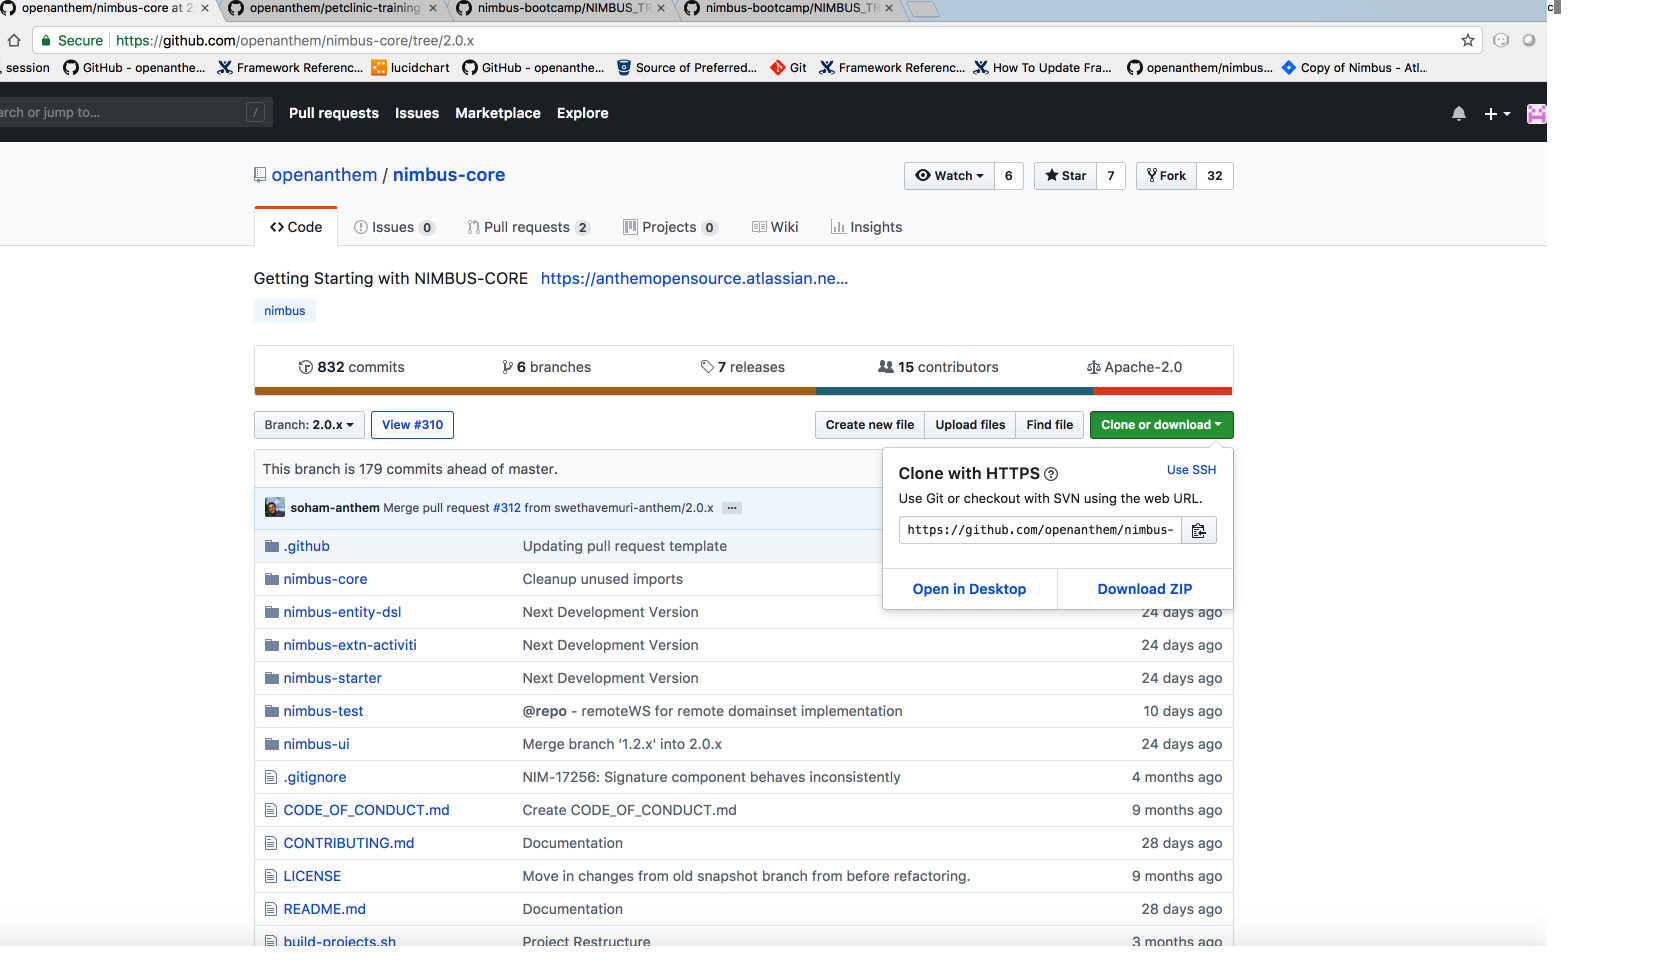 openanthem/nimbus-core at 2. × openanthem/petclinic-training × nimbus-bootcamp/NIMBUS_TR × nimbus-bootcamp/NIMBUS_TR ×
Secure https://github.com/openanthem/nimbus-core/tree/2.0.x
session GitHub - openanthe... Framework Referenc... lucidchart GitHub - openanthe... Source of Preferred... Git Framework Referenc... How To Update Fra... openanthem/nimbus... Copy of Nimbus - Atl...
arch or jump to... / Pull requests Issues Marketplace Explore
openanthem / nimbus-core Watch 6 Star 7 Fork 32
Code Issues 0 Pull requests 2 Projects 0 Wiki Insights
Getting Starting with NIMBUS-CORE https://anthemopensource.atlassian.ne...
nimbus
832 commits 6 branches 7 releases 15 contributors Apache-2.0
Branch: 2.0.x View #310 Create new file Upload files Find file Clone or download
This branch is 179 commits ahead of master.
Clone with HTTPS Use SSH
Use Git or checkout with SVN using the web URL.
https://github.com/openanthem/nimbus-
Open in Desktop Download ZIP
soham-anthem Merge pull request #312 from swethavemuri-anthem/2.0.x ...
.github Updating pull request template
nimbus-core Cleanup unused imports
nimbus-entity-dsl Next Development Version 24 days ago
nimbus-extn-activiti Next Development Version 24 days ago
nimbus-starter Next Development Version 24 days ago
nimbus-test @repo - remoteWS for remote domainset implementation 10 days ago
nimbus-ui Merge branch '1.2.x' into 2.0.x 24 days ago
.gitignore NIM-17256: Signature component behaves inconsistently 4 months ago
CODE_OF_CONDUCT.md Create CODE_OF_CONDUCT.md 9 months ago
CONTRIBUTING.md Documentation 28 days ago
LICENSE Move in changes from old snapshot branch from before refactoring. 9 months ago
README.md Documentation 28 days ago
build-projects.sh Project Restructure 3 months ago